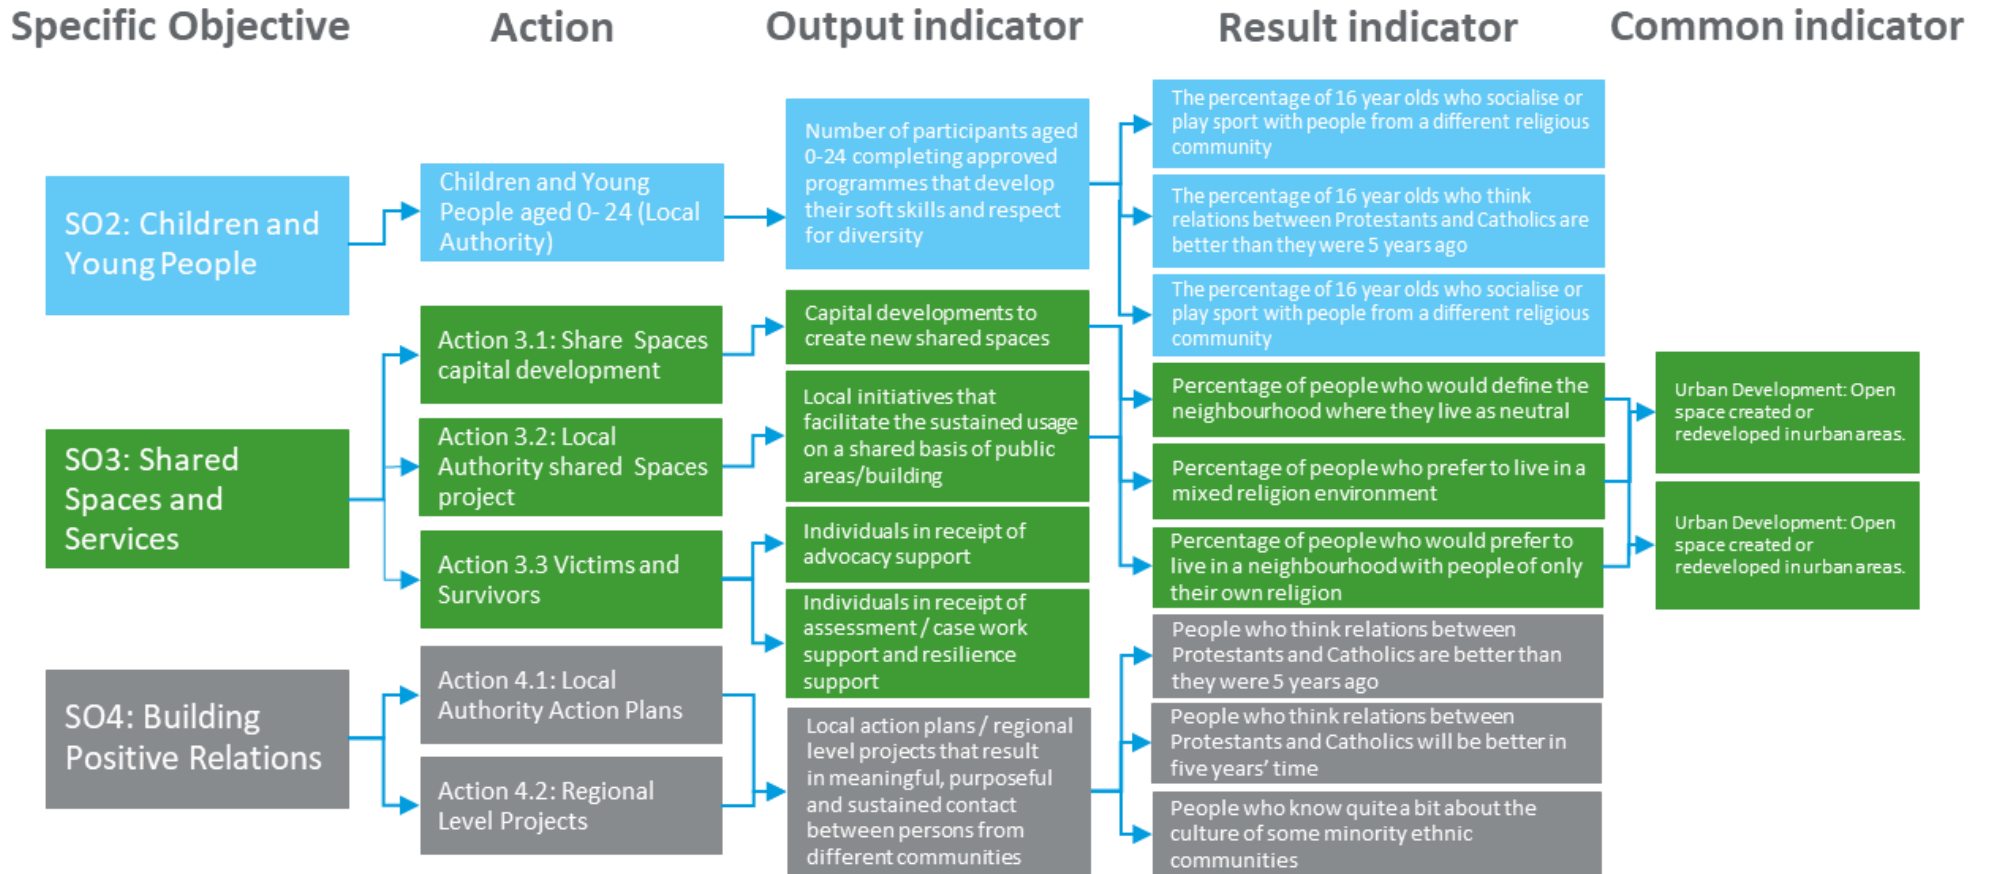 Specific Objective
Action
Output indicator
Result indicator
Common indicator
SO2: Children and
Young People
Children and Young
People aged 0- 24 (Local
Authority)
Number of participants aged
0-24 completing approved
programmes that develop
their soft skills and respect
for diversity
The percentage of 16 year olds who socialise or
play sport with people from a different religious
community
The percentage of 16 year olds who think
relations between Protestants and Catholics are
better than they were 5 years ago
The percentage of 16 year olds who socialise or
play sport with people from a different religious
community
SO3: Shared
Spaces and
Services
Action 3.1: Share Spaces
capital development
Action 3.2: Local
Authority shared Spaces
project
Action 3.3 Victims and
Survivors
Capital developments to
create new shared spaces
Local initiatives that
facilitate the sustained usage
on a shared basis of public
areas/building
Individuals in receipt of
advocacy support
Individuals in receipt of
assessment / case work
support and resilience
support
Percentage of people who would define the
neighbourhood where they live as neutral
Percentage of people who prefer to live in a
mixed religion environment
Percentage of people who would prefer to
live in a neighbourhood with people of only
their own religion
Urban Development: Open
space created or
redeveloped in urban areas.
Urban Development: Open
space created or
redeveloped in urban areas.
SO4: Building
Positive Relations
Action 4.1: Local
Authority Action Plans
Action 4.2: Regional
Level Projects
Local action plans / regional
level projects that result
in meaningful, purposeful
and sustained contact
between persons from
different communities
People who think relations between
Protestants and Catholics are better than
they were 5 years ago
People who think relations between
Protestants and Catholics will be better in
five years’ time
People who know quite a bit about the
culture of some minority ethnic
communities